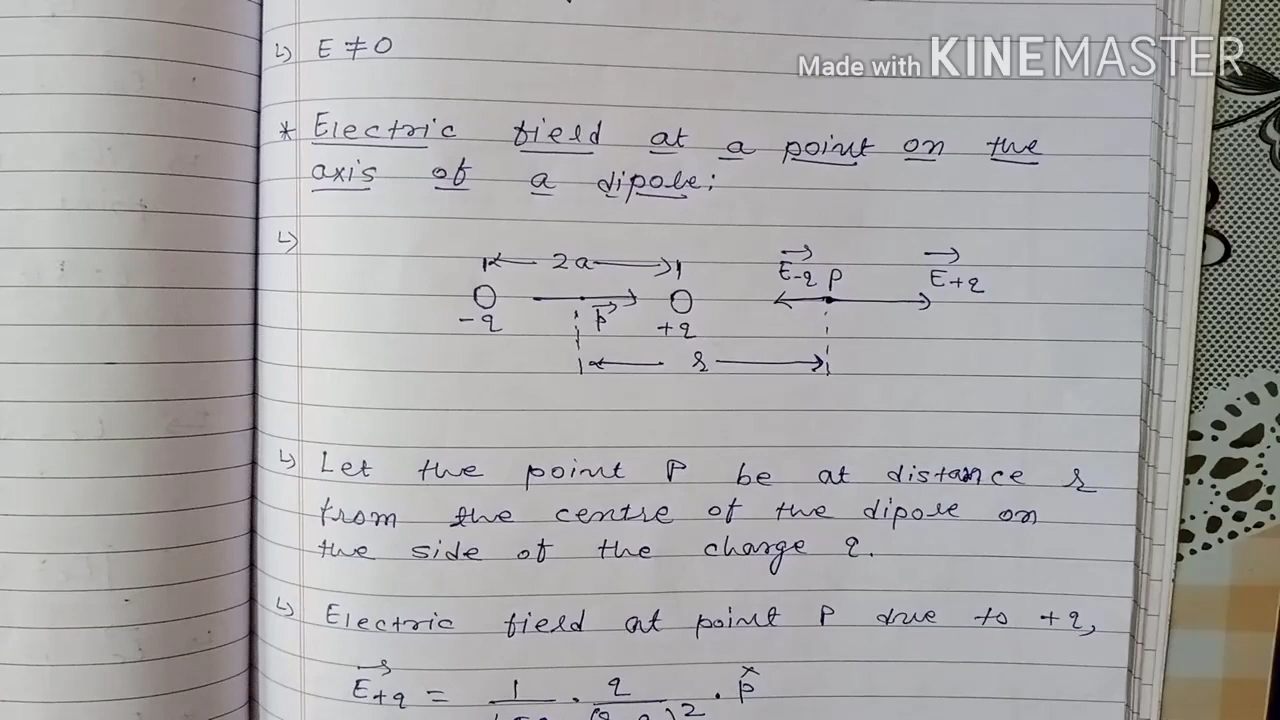 ↳ E ≠ 0
Made with KINEMASTER
* Electric field at a point on the
axis of a dipole:
↳
2a
E-q P E+q
-q p +q
r
↳ Let the point P be at distance r
from the centre of the dipole on
the side of the charge q.
↳ Electric field at point P due to +q,
E+q = 1 . q . p̂
)2